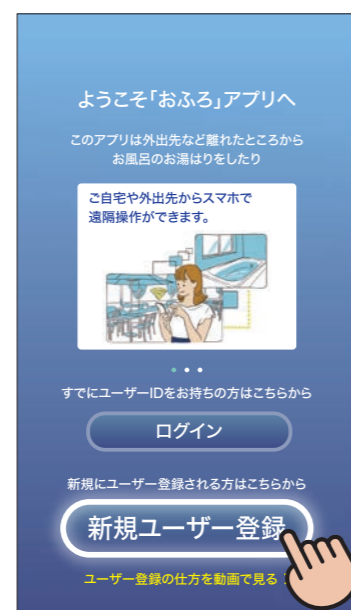 ようこそ「おふろ」アプリへ
このアプリは外出先など離れたところから
お風呂のお湯はりをしたり
ご自宅や外出先からスマホで
遠隔操作ができます。
すでにユーザーIDをお持ちの方はこちらから
ログイン
新規にユーザー登録される方はこちらから
新規ユーザー登録
ユーザー登録の仕方を動画で見る